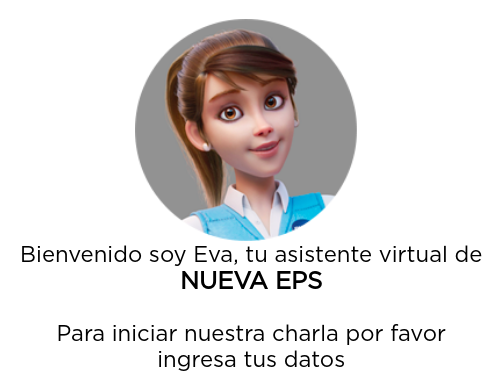 Bienvenido soy Eva, tu asistente virtual de
NUEVA EPS
Para iniciar nuestra charla por favor
ingresa tus datos